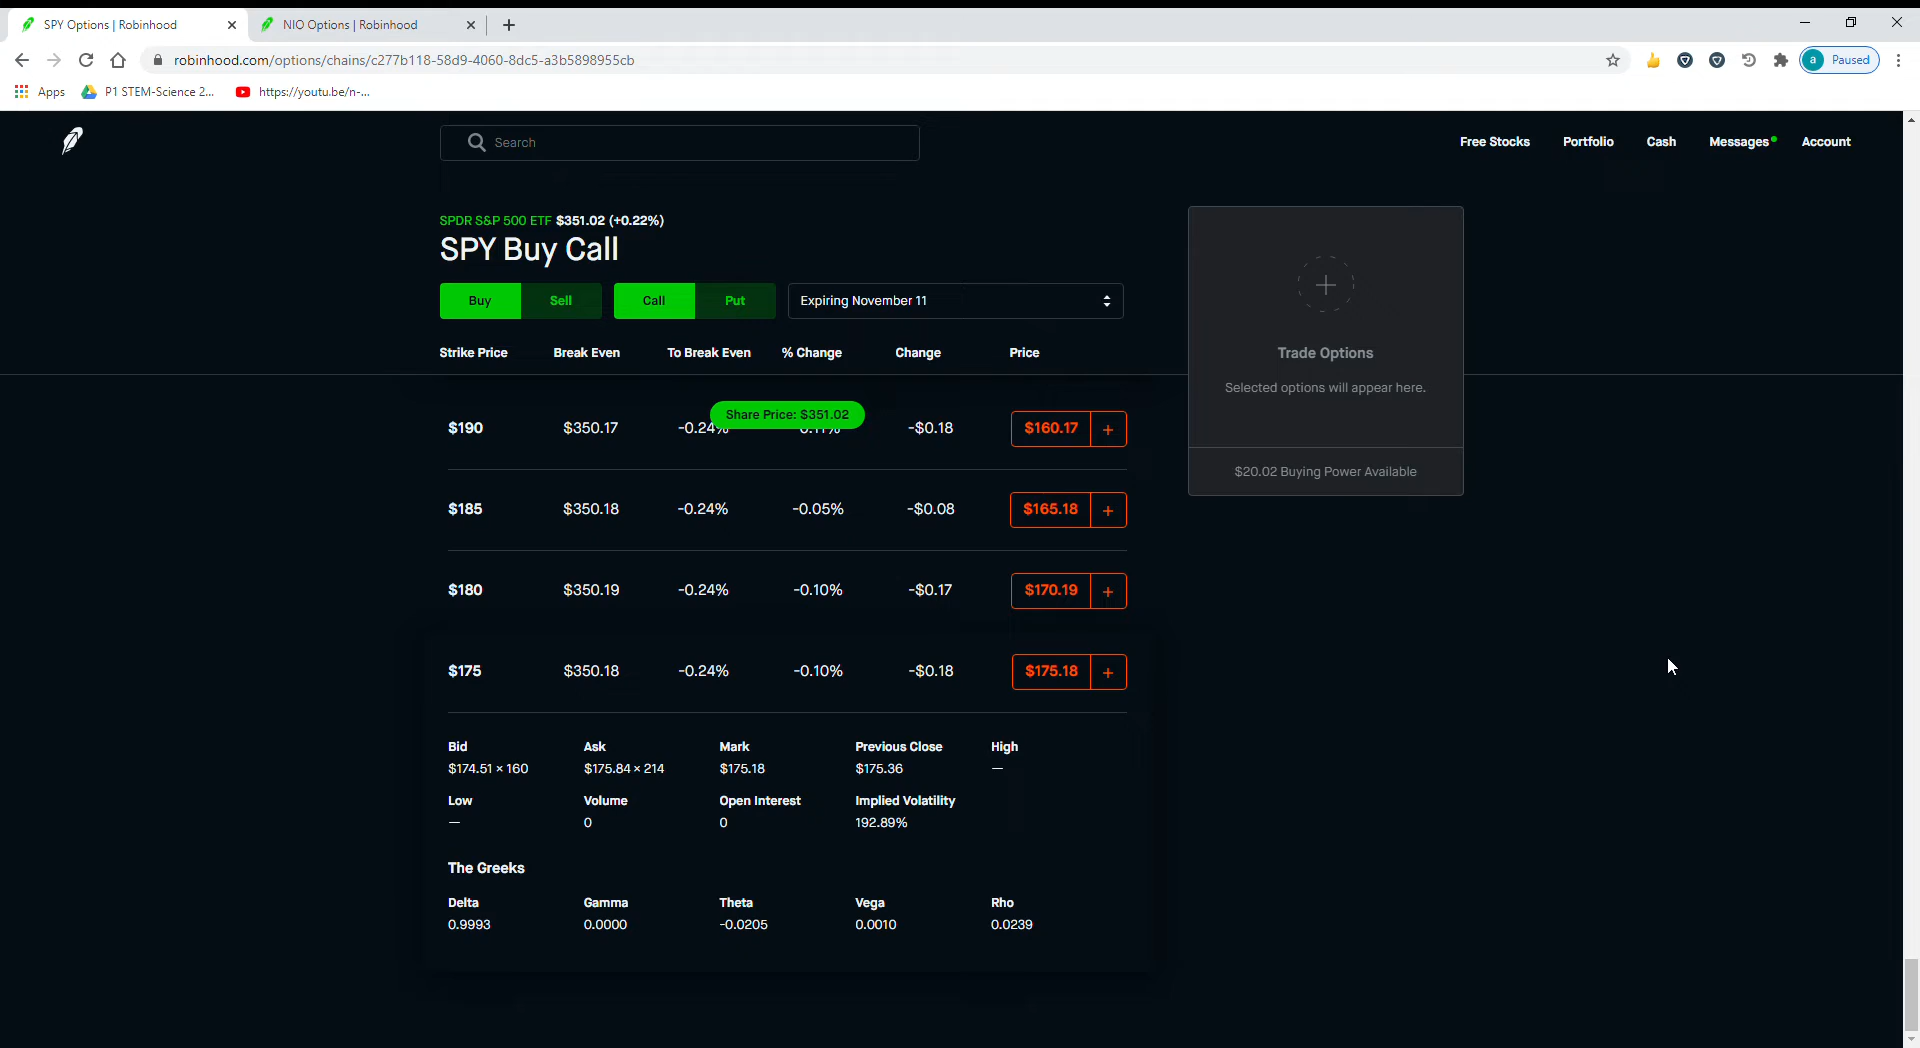 SPY Options | Robinhood
NIO Options | Robinhood
robinhood.com/options/chains/c277b118-58d9-4060-8dc5-a3b5898955cb
a Paused
Apps
P1 STEM-Science 2...
https://youtu.be/n-...
Search
Free Stocks
Portfolio
Cash
Messages
Account
SPDR S&P 500 ETF $351.02 (+0.22%)
SPY Buy Call
Buy Sell Call Put Expiring November 11
Strike Price Break Even To Break Even % Change Change Price
Share Price: $351.02
$190 $350.17 -0.24% -$0.18 $160.17 +
$185 $350.18 -0.24% -0.05% -$0.08 $165.18 +
$180 $350.19 -0.24% -0.10% -$0.17 $170.19 +
$175 $350.18 -0.24% -0.10% -$0.18 $175.18 +
Bid Ask Mark Previous Close High
$174.51 × 160 $175.84 × 214 $175.18 $175.36 —
Low Volume Open Interest Implied Volatility
— 0 0 192.89%
The Greeks
Delta Gamma Theta Vega Rho
0.9993 0.0000 -0.0205 0.0010 0.0239
Trade Options
Selected options will appear here.
$20.02 Buying Power Available